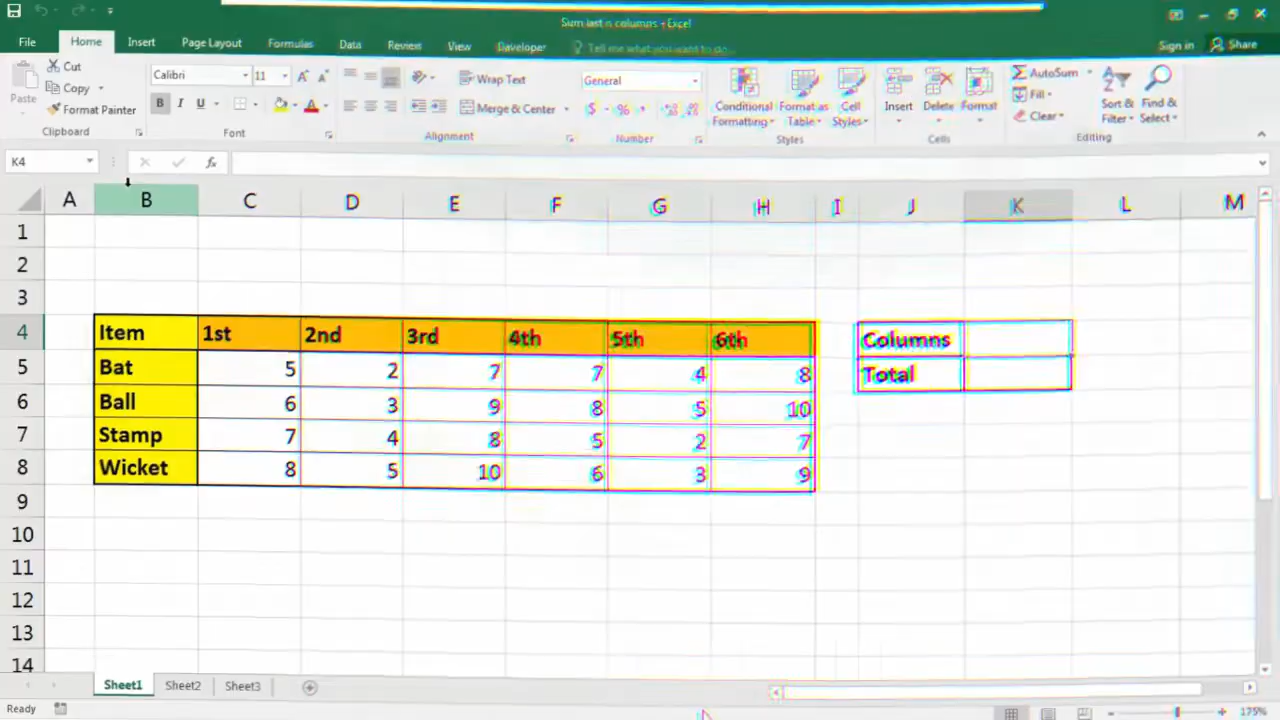 Sum last n columns - Excel
File Home Insert Page Layout Formulas Data Review View Developer Tell me what you want to do... Sign in Share
Paste Cut Copy Format Painter Clipboard
Calibri 11 B I U A Font
Wrap Text Merge & Center Alignment
General $ % Number
Conditional Formatting Format as Table Cell Styles Styles
Insert Delete Format Cells
AutoSum Fill Clear Sort & Filter Find & Select Editing
K4 fx
A B C D E F G H I J K L M
1
2
3
4 Item 1st 2nd 3rd 4th 5th 6th Columns
5 Bat 5 2 7 7 4 8 Total
6 Ball 6 3 9 8 5 10
7 Stamp 7 4 8 5 2 7
8 Wicket 8 5 10 6 3 9
9
10
11
12
13
14
Sheet1 Sheet2 Sheet3
Ready 175%